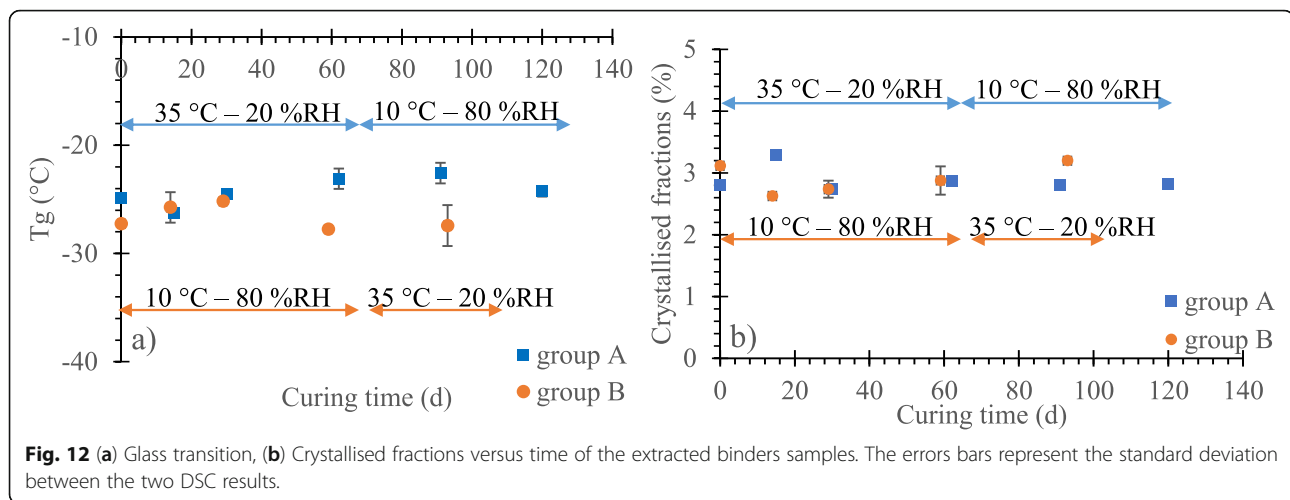 -10
0 20 40 60 80 100 120 140
35 °C – 20 %RH 10 °C – 80 %RH
-20
Tg (°C)
-30
10 °C – 80 %RH 35 °C – 20 %RH
a)
-40
group A
group B
Curing time (d)
5
35 °C – 20 %RH 10 °C – 80 %RH
4
Crystallised fractions (%)
3
2
10 °C – 80 %RH 35 °C – 20 %RH
1
group A
b)
group B
0
0 20 40 60 80 100 120 140
Curing time (d)
Fig. 12 (a) Glass transition, (b) Crystallised fractions versus time of the extracted binders samples. The errors bars represent the standard deviation
between the two DSC results.